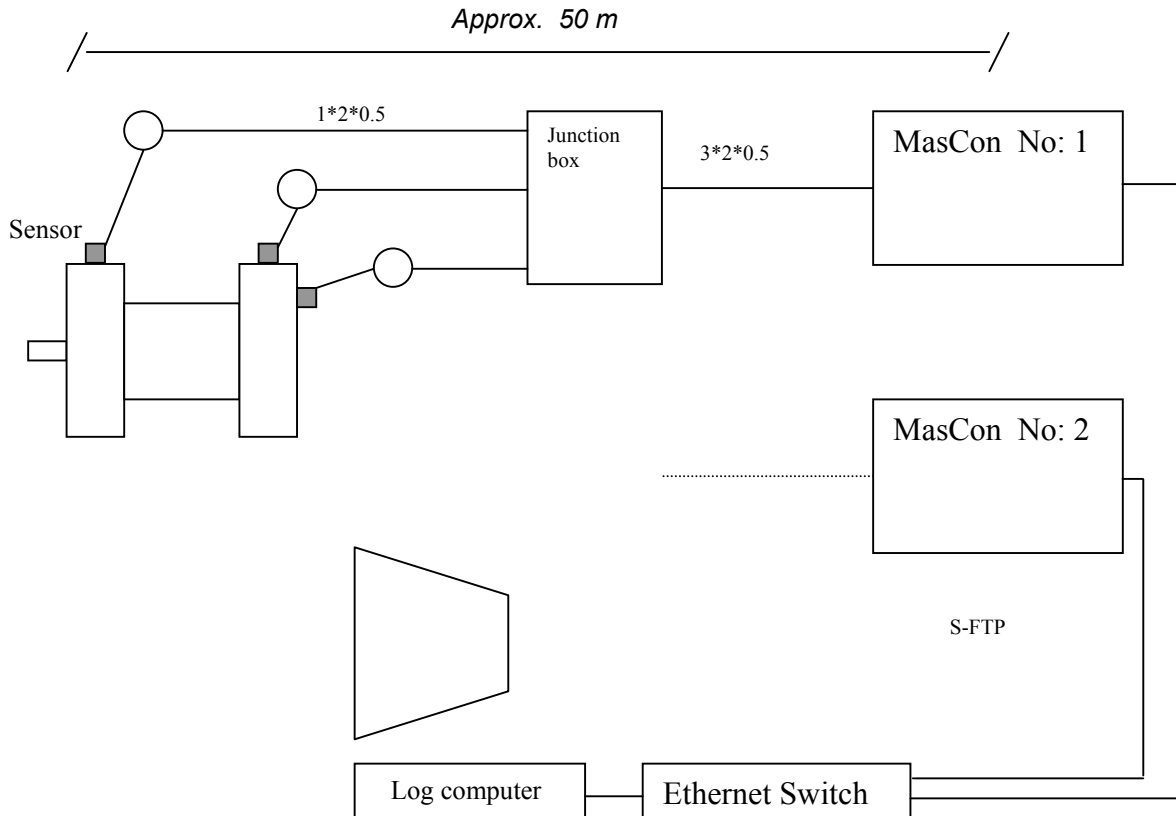 Approx. 50 m
1*2*0.5
Junction
box
3*2*0.5
MasCon No: 1
Sensor
MasCon No: 2
S-FTP
Log computer
Ethernet Switch